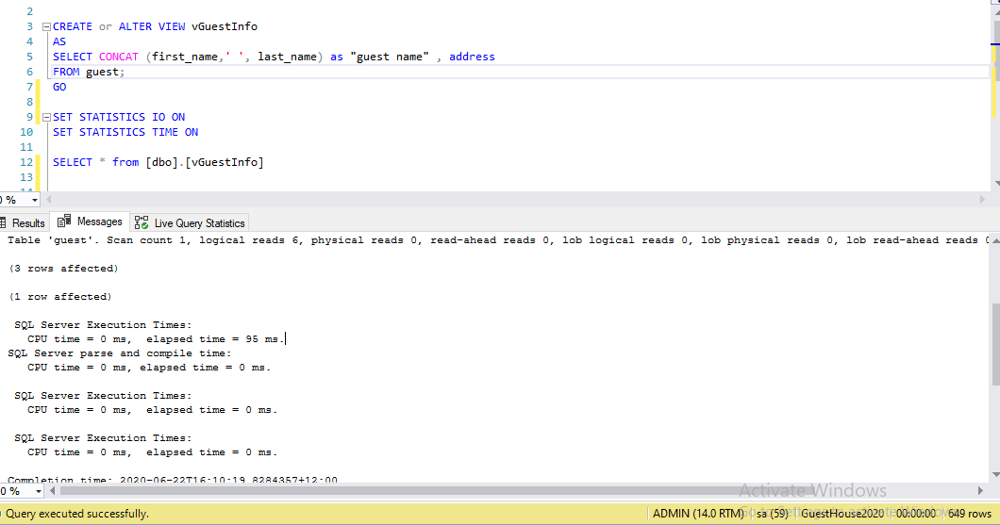 2
3 CREATE or ALTER VIEW vGuestInfo
4 AS
5 SELECT CONCAT (first_name,' ', last_name) as "guest name" , address
6 FROM guest;
7 GO
8
9 SET STATISTICS IO ON
10 SET STATISTICS TIME ON
11
12 SELECT * from [dbo].[vGuestInfo]
13
14
0 %
Results Messages Live Query Statistics
Table 'guest'. Scan count 1, logical reads 6, physical reads 0, read-ahead reads 0, lob logical reads 0, lob physical reads 0, lob read-ahead reads 0
(3 rows affected)
(1 row affected)
SQL Server Execution Times:
CPU time = 0 ms, elapsed time = 95 ms.
SQL Server parse and compile time:
CPU time = 0 ms, elapsed time = 0 ms.
SQL Server Execution Times:
CPU time = 0 ms, elapsed time = 0 ms.
SQL Server Execution Times:
CPU time = 0 ms, elapsed time = 0 ms.
Completion time: 2020-06-22T16:10:19.8284357+12:00
0 %
Activate Windows
Go to Settings to activate Windows.
Query executed successfully. ADMIN (14.0 RTM) sa (59) GuestHouse2020 00:00:00 649 rows